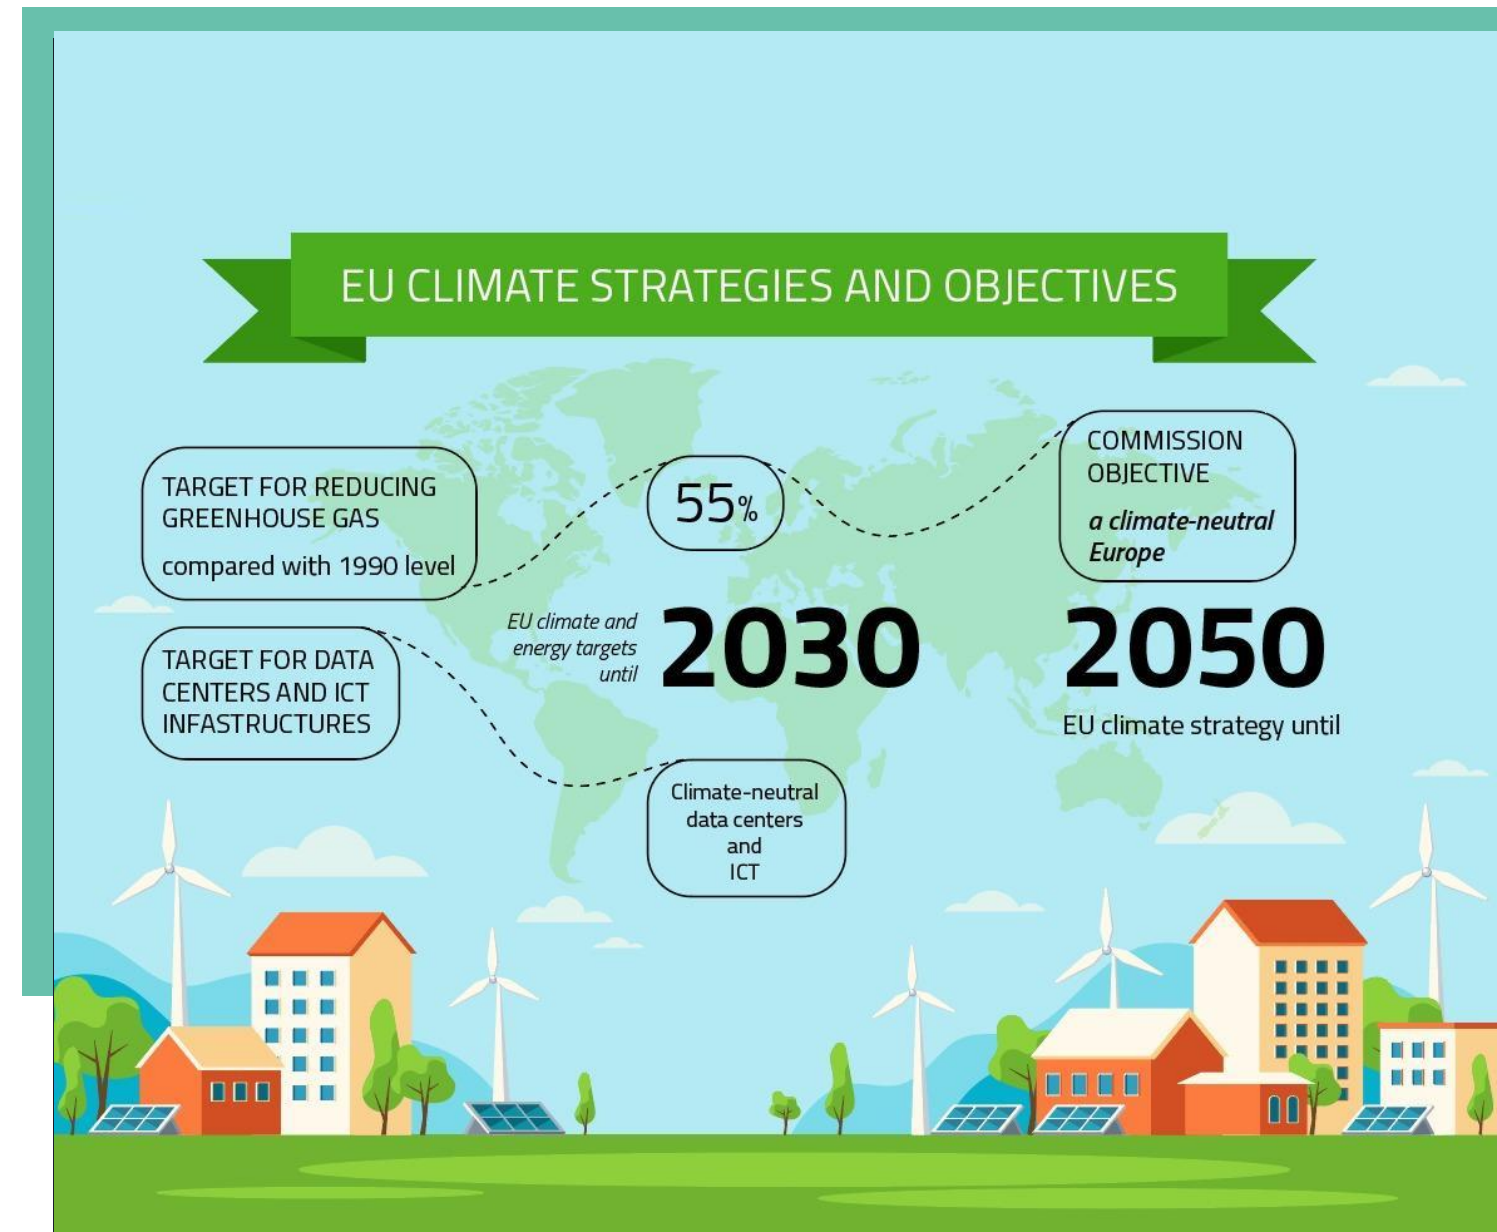 EU CLIMATE STRATEGIES AND OBJECTIVES
TARGET FOR REDUCING
GREENHOUSE GAS
compared with 1990 level
55%
COMMISSION
OBJECTIVE
a climate-neutral
Europe
EU climate and
energy targets
until
2030
2050
EU climate strategy until
TARGET FOR DATA
CENTERS AND ICT
INFASTRUCTURES
Climate-neutral
data centers
and
ICT